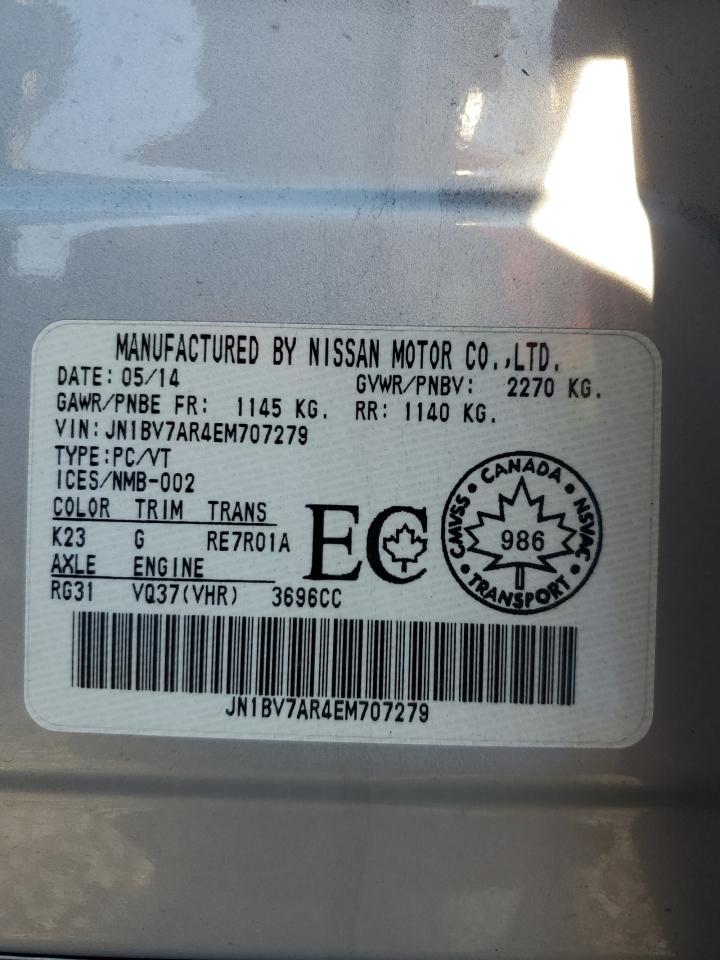 MANUFACTURED BY NISSAN MOTOR CO.,LTD.
DATE: 05/14 GVWR/PNBV: 2270 KG.
GAWR/PNBE FR: 1145 KG. RR: 1140 KG.
VIN: JN1BV7AR4EM707279
TYPE:PC/VT
ICES/NMB-002
COLOR TRIM TRANS
K23 G RE7R01A
AXLE ENGINE
RG31 VQ37(VHR) 3696CC
EC
CANADA
CMVSS NSVAC
986
TRANSPORT
JN1BV7AR4EM707279